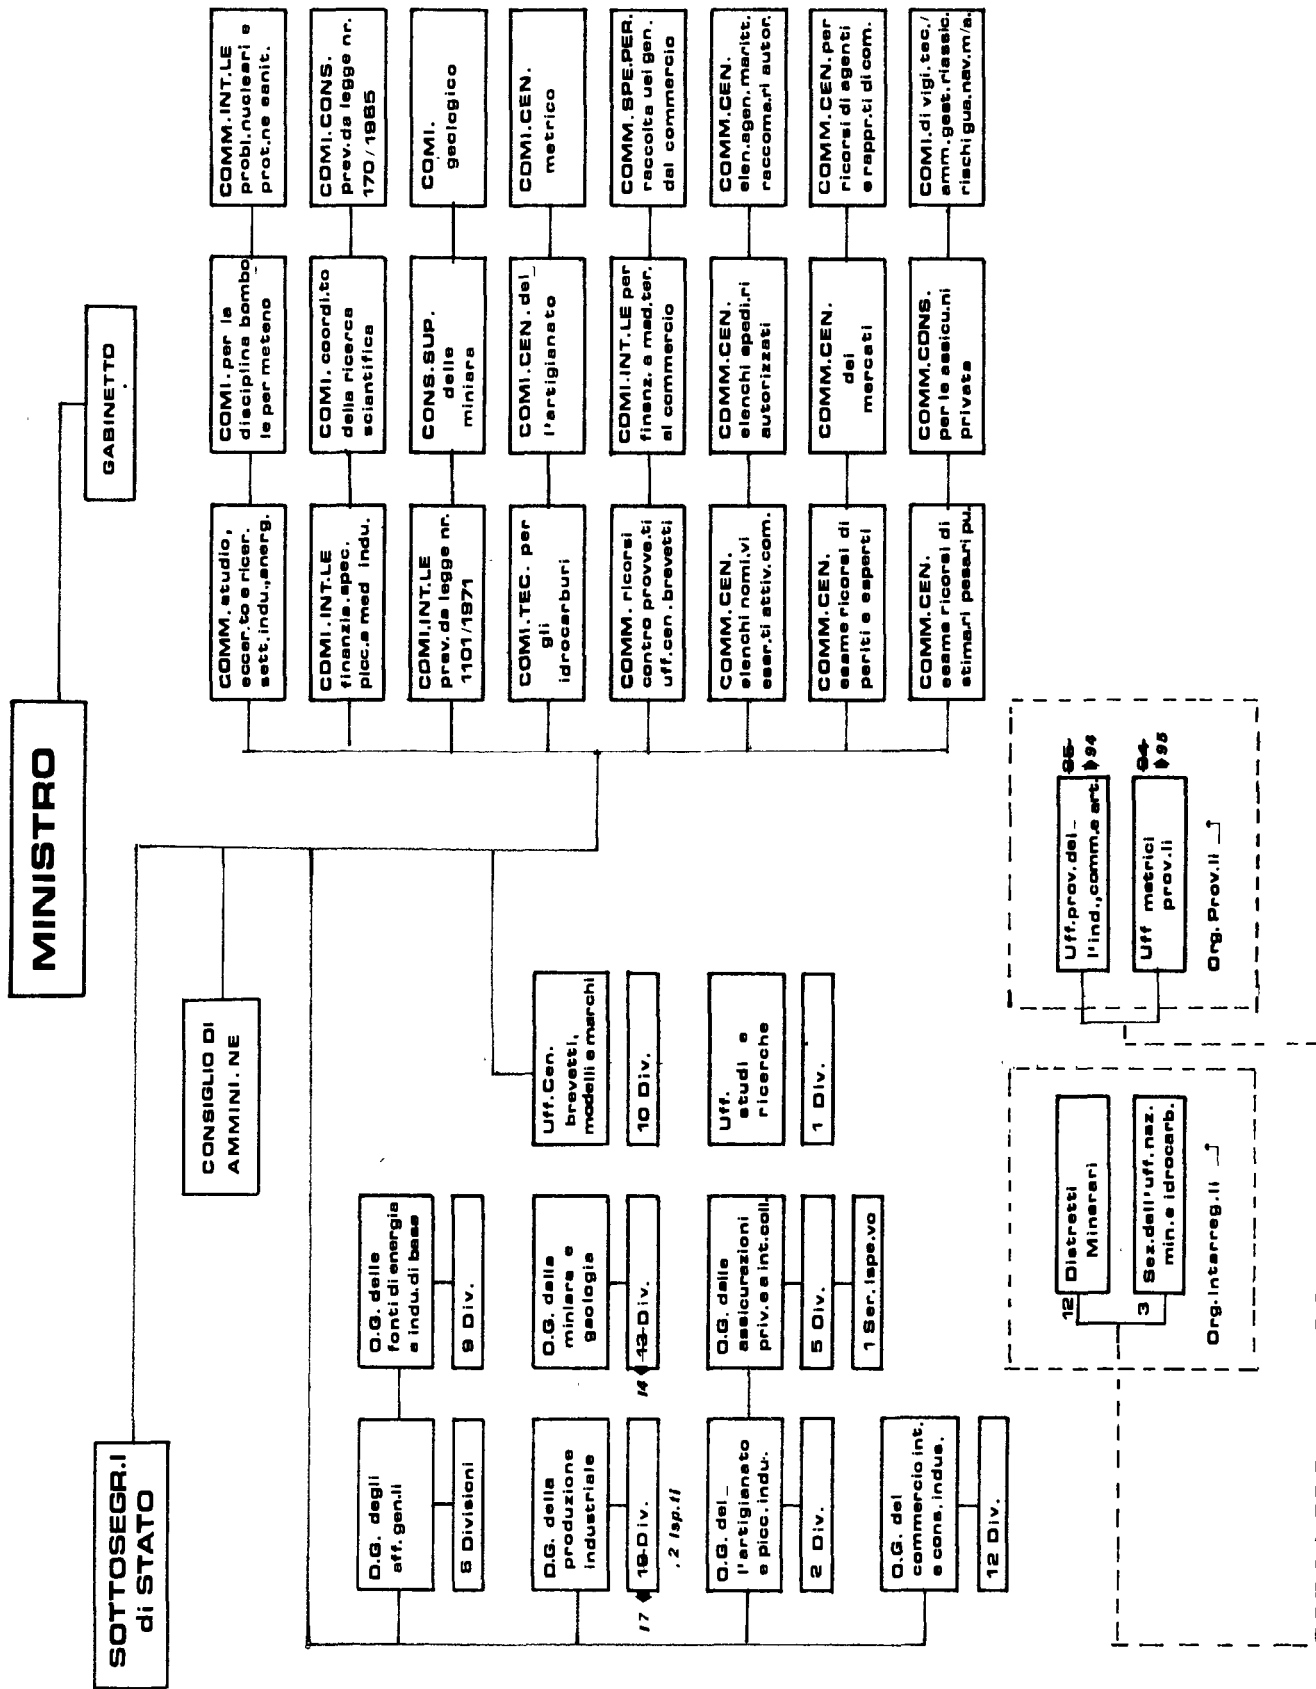 MINISTRO
GABINETTO
SOTTOSEGR.I
di STATO
CONSIGLIO DI
AMMINI.NE
D.G. degli
aff.gen.li
6 Divisioni
D.G. delle
fonti di energia
e indu.di base
9 Div.
D.G. della
produzione
industriale
17
19 Div.
.2 Isp.ti
D.G. delle
miniere e
geologia
14
13 Div.
Uff.Cen.
brevetti,
modelli e marchi
10 Div.
D.G. del_
l'artigianato
e picc.indu.
2 Div.
D.G. delle
assicurazioni
priv.e a int.coll.
5 Div.
1 Ser.Ispe.vo
Uff.
studi e
ricerche
1 Div.
D.G. del
commercio int.
e cons.indus.
12 Div.
COMM. studio,
accer.to e ricer.
sett.indu.,energ.
COMI.per la
disciplina bombo
le per metano
COMM.INT.LE
probl.nucleari e
prot.ne sanit.
COMI.INT.LE
finanzia.spec.
picc.e med indu.
COMI. coordi.to
della ricerca
scientifica
COMI.CONS.
prev.da legge nr.
170/1965
COMI.INT.LE
prev.da legge nr.
1101/1971
CONS.SUP.
delle
miniere
COMI.
geologico
COMI.TEC. per
gli
idrocarburi
COMI.CEN. del_
l'artigianato
COMI.CEN.
metrico
COMM. ricorsi
contro provve.ti
uff.cen.brevetti
COMI.INT.LE per
finanz.a med.ter.
al commercio
COMM. SPE.PER.
raccolta usi gen.
dal commercio
COMM.CEN.
elenchi nomi.vi
eser.ti attiv.com.
COMM.CEN.
elenchi spedi.ri
autorizzati
COMM.CEN.
elen.agen.maritt.
raccoma.ri autor.
COMM.CEN.
esame ricorsi di
periti e esperti
COMM.CEN.
dei
mercati
COMM.CEN.per
ricorsi di agenti
e rappr.ti di com.
COMM.CEN.
esame ricorsi di
stima.ri pesa.ri pu.
COMM.CONS.
per le assicu.ni
private
COMI.di vigi.tec./
amm.gest.riassic.
rischi gua.nav.m/a.
12
Distretti
Minerari
3
Sez.dell'uff.naz.
min.e idrocarb.
Org.Interreg.li
Uff.prov.del_
l'ind.,comm.e art.
95
94
Uff metrici
prov.li
94
95
Org.Prov.li